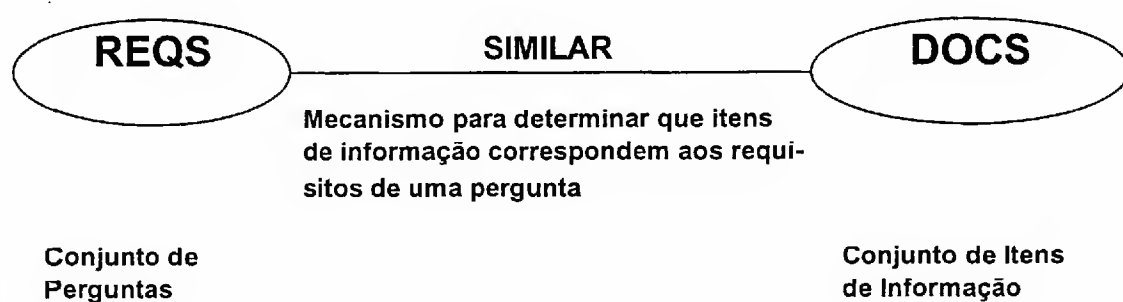 REQS
SIMILAR
DOCS
Mecanismo para determinar que itens
de informação correspondem aos requi-
sitos de uma pergunta
Conjunto de
Perguntas
Conjunto de Itens
de Informação